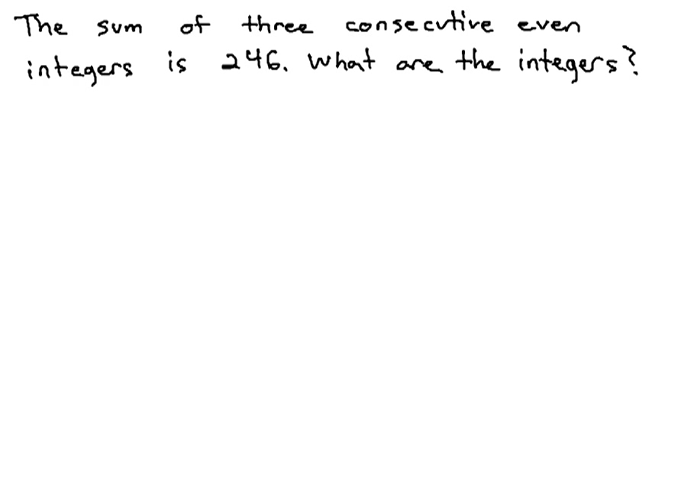 The sum of three consecutive even
integers is 246. What are the integers?